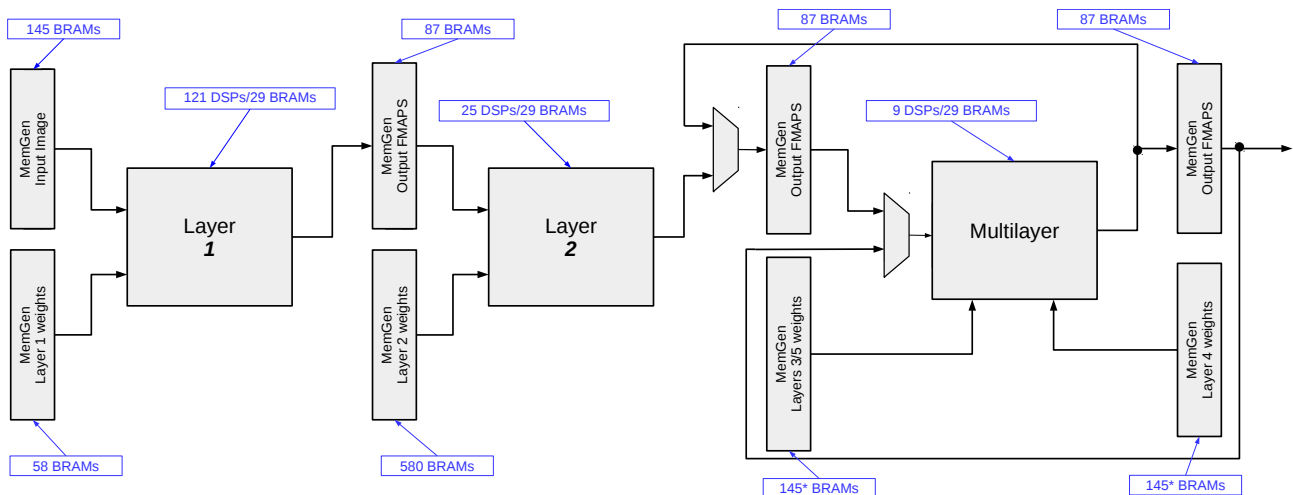 145 BRAMs
87 BRAMs
87 BRAMs
87 BRAMs
121 DSPs/29 BRAMs
25 DSPs/29 BRAMs
9 DSPs/29 BRAMs
MemGen
Input Image
MemGen
Output FMAPS
MemGen
Output FMAPS
MemGen
Output FMAPS
Layer
1
Layer
2
Multilayer
MemGen
Layer 1 weights
MemGen
Layer 2 weights
MemGen
Layers 3/5 weights
MemGen
Layer 4 weights
58 BRAMs
580 BRAMs
145* BRAMs
145* BRAMs